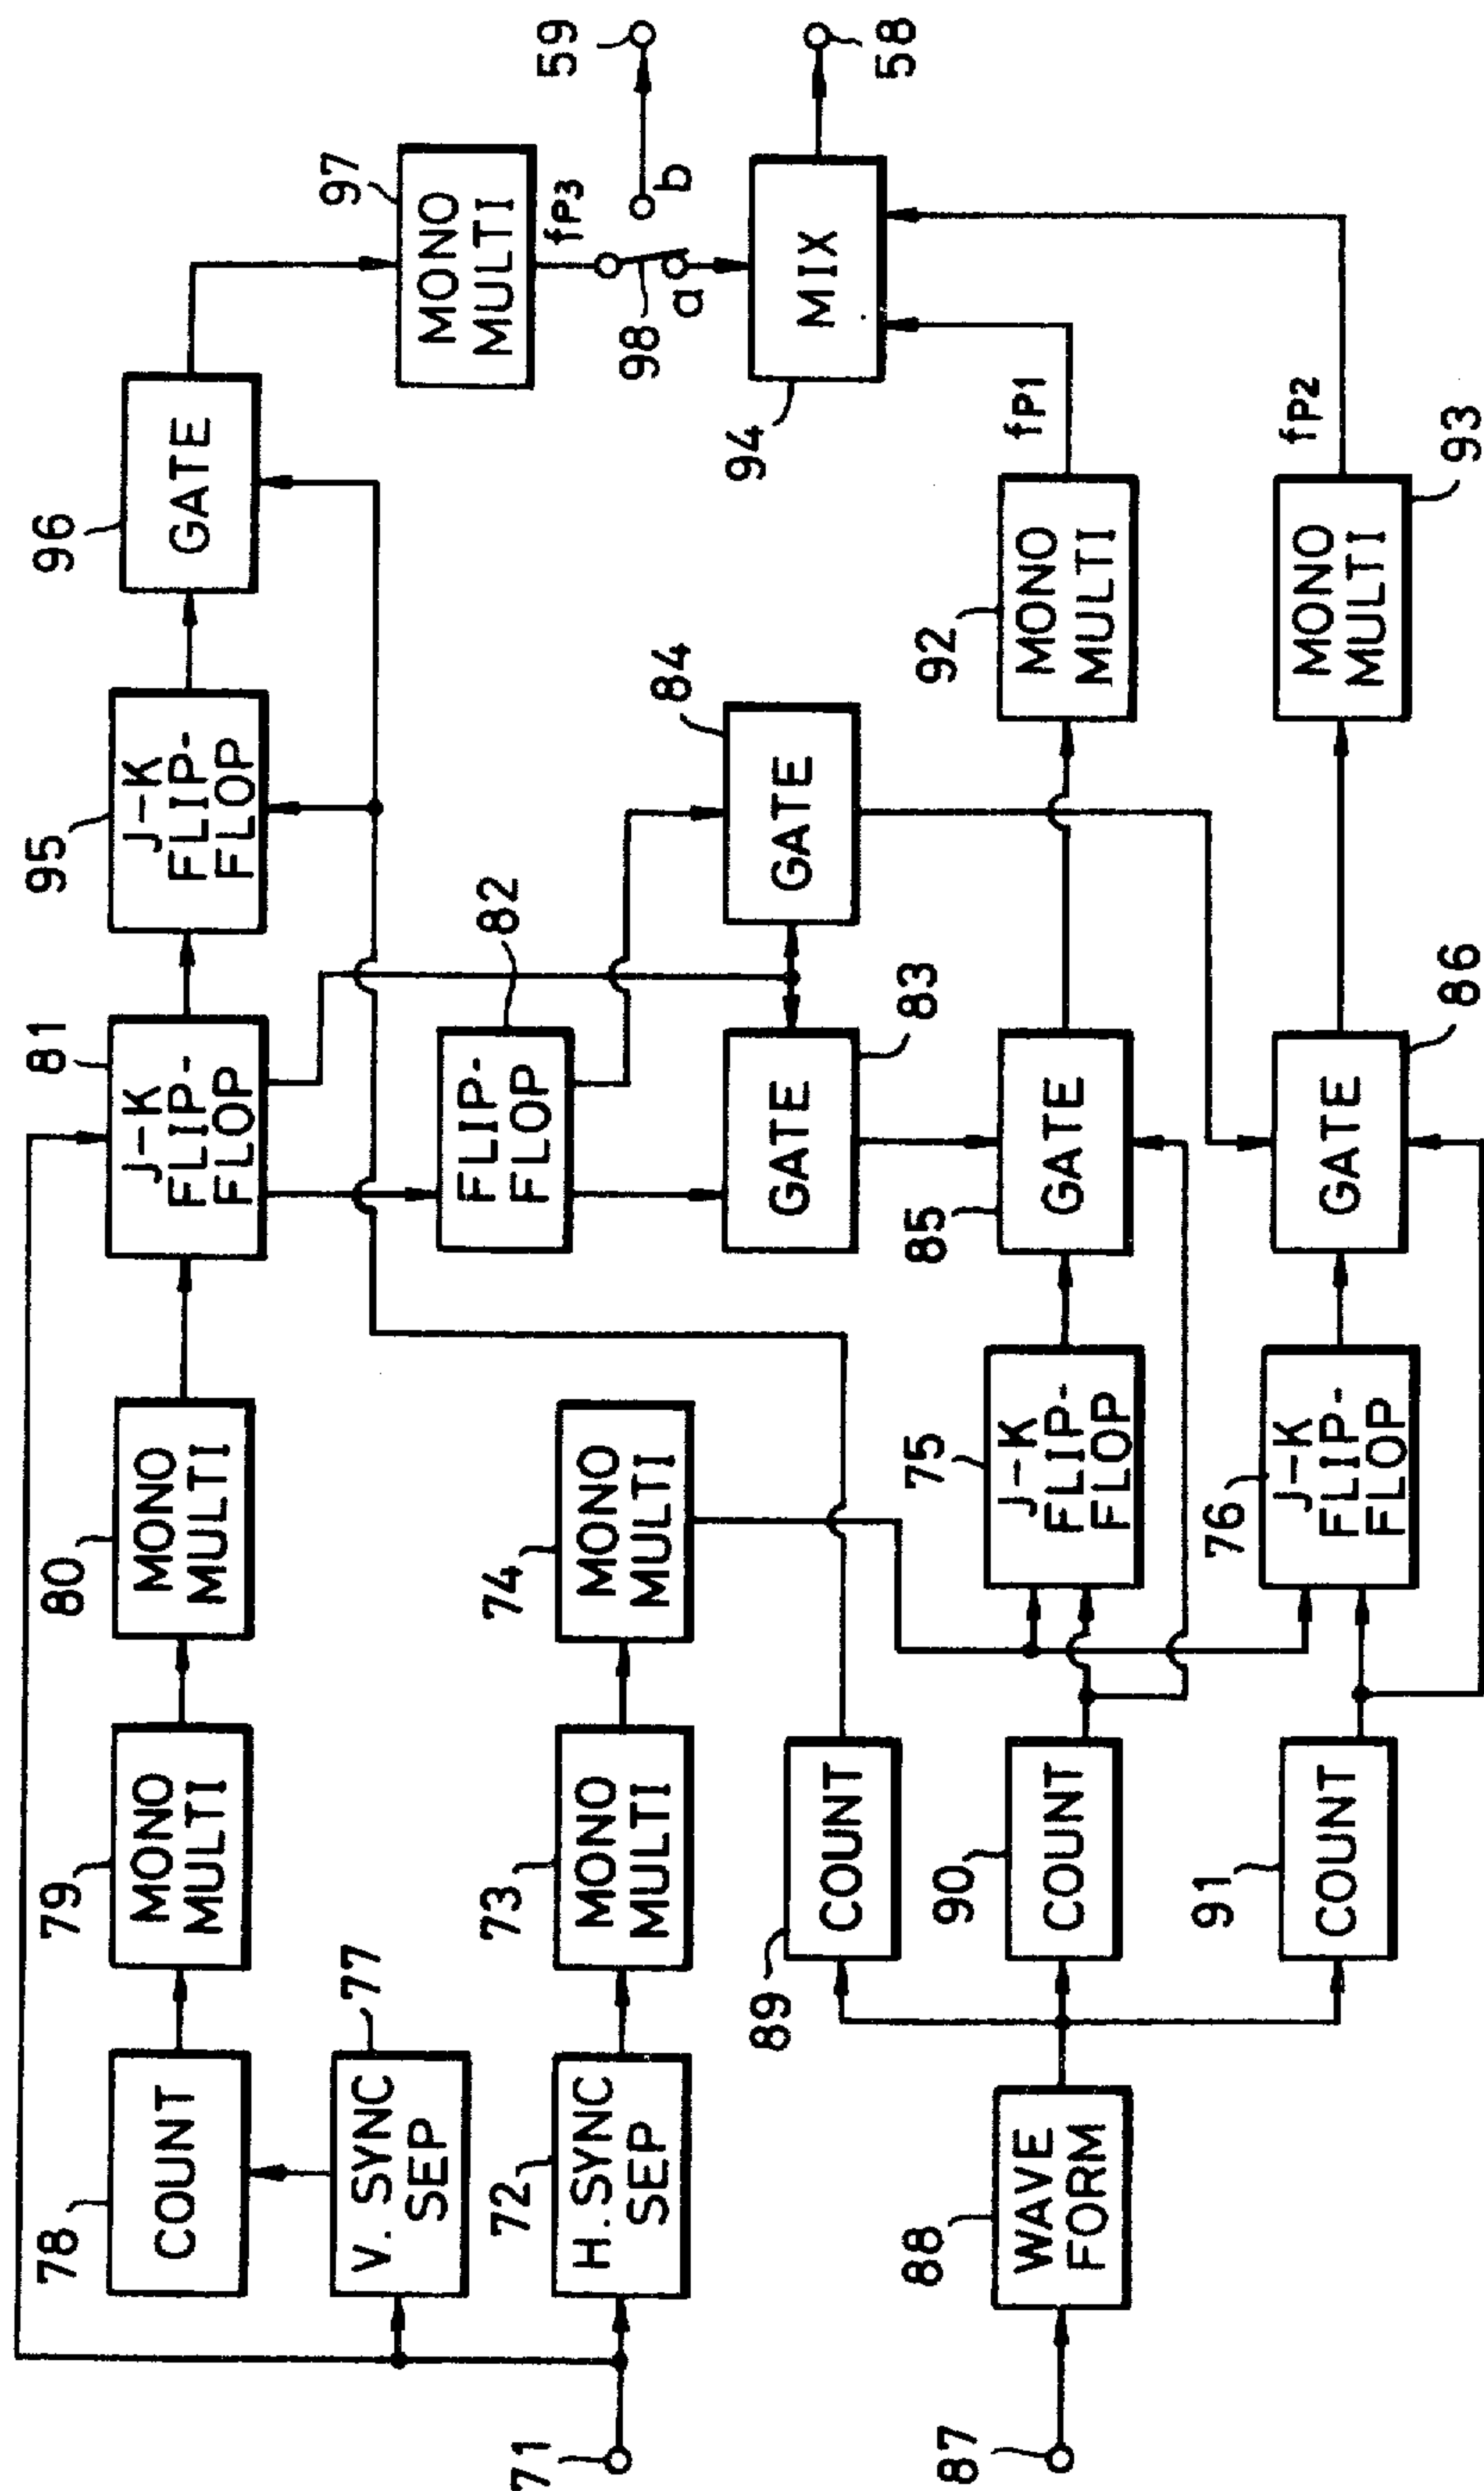 78
COUNT
79
MONO
MULTI
80
MONO
MULTI
81
J-K
FLIP-
FLOP
95
J-K
FLIP-
FLOP
96
GATE
97
MONO
MULTI
fP3
98
a
b
59
77
V. SYNC
SEP
82
FLIP-
FLOP
71
72
H. SYNC
SEP
73
MONO
MULTI
74
MONO
MULTI
83
GATE
84
GATE
94
MIX
58
89
COUNT
87
88
WAVE
FORM
90
COUNT
75
J-K
FLIP-
FLOP
85
GATE
92
MONO
MULTI
fP1
91
COUNT
76
J-K
FLIP-
FLOP
86
GATE
93
MONO
MULTI
fP2